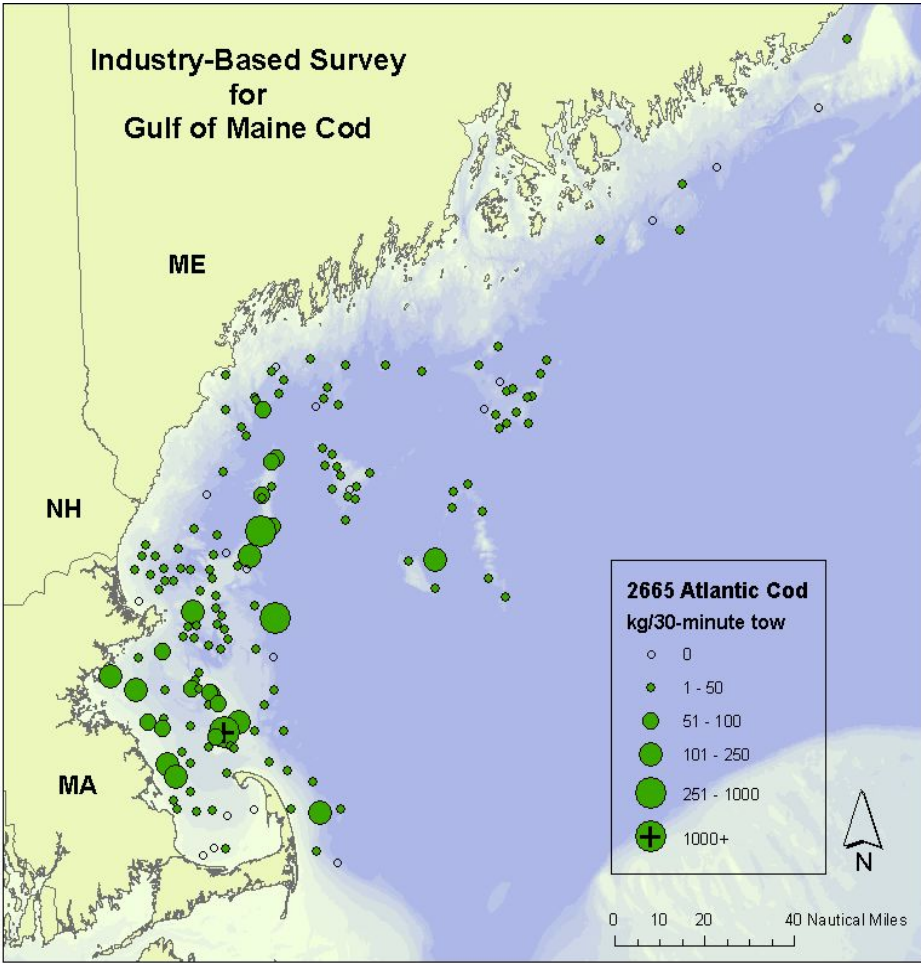 Industry-Based Survey
for
Gulf of Maine Cod
ME
NH
MA
2665 Atlantic Cod
kg/30-minute tow
0
1 - 50
51 - 100
101 - 250
251 - 1000
1000+
N
0 10 20 40 Nautical Miles